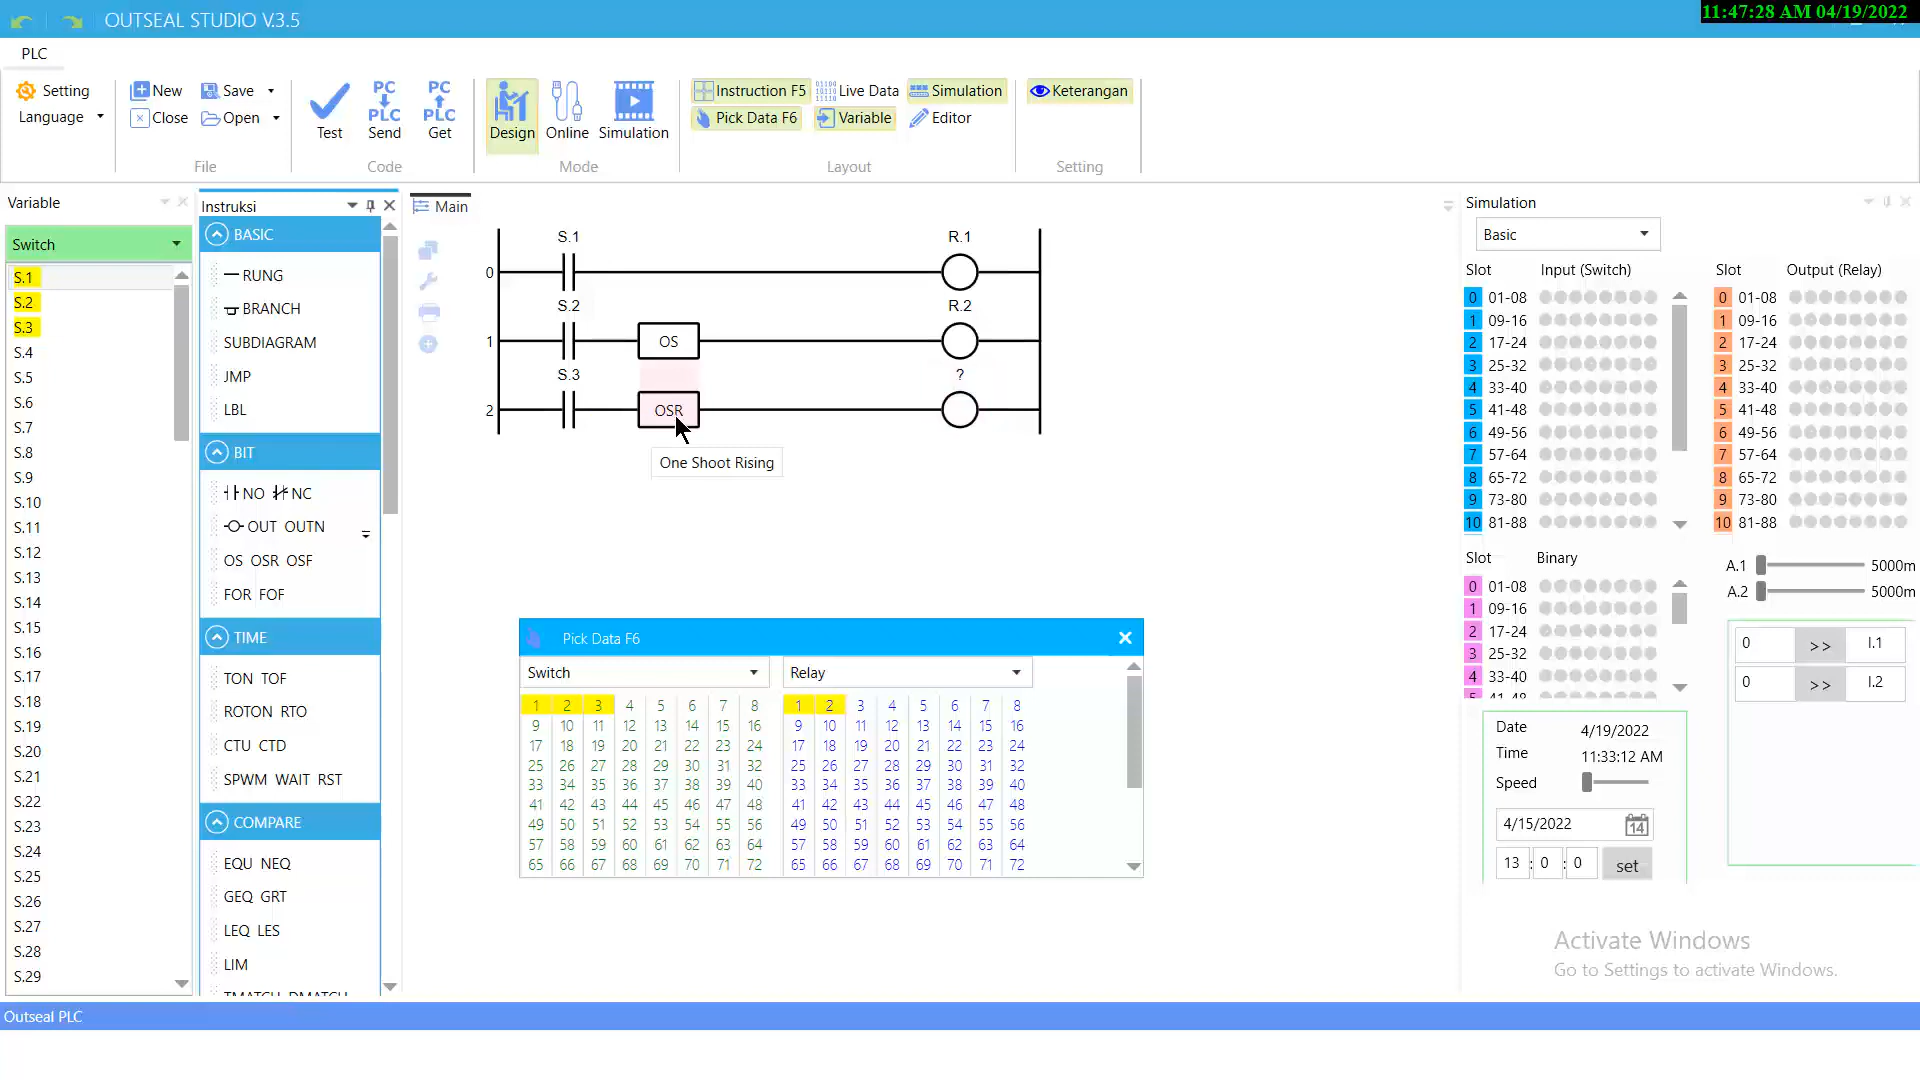 OUTSEAL STUDIO V.3.5
11:47:28 AM 04/19/2022
PLC
Setting
Language
New
Save
Close
Open
File
Test
PC PLC Send
PC PLC Get
Code
Design
Online
Simulation
Mode
Instruction F5
Live Data
Simulation
Pick Data F6
Variable
Editor
Layout
Keterangan
Setting
Variable
Switch
S.1
S.2
S.3
S.4
S.5
S.6
S.7
S.8
S.9
S.10
S.11
S.12
S.13
S.14
S.15
S.16
S.17
S.18
S.19
S.20
S.21
S.22
S.23
S.24
S.25
S.26
S.27
S.28
S.29
Instruksi
BASIC
RUNG
BRANCH
SUBDIAGRAM
JMP
LBL
BIT
NO NC
OUT OUTN
OS OSR OSF
FOR FOF
TIME
TON TOF
ROTON RTO
CTU CTD
SPWM WAIT RST
COMPARE
EQU NEQ
GEQ GRT
LEQ LES
LIM
TMATCH DMATCH
Main
S.1 R.1
0
S.2 R.2
1 OS
S.3 ?
2 OSR
One Shoot Rising
Pick Data F6
Switch Relay
1 2 3 4 5 6 7 8 1 2 3 4 5 6 7 8
9 10 11 12 13 14 15 16 9 10 11 12 13 14 15 16
17 18 19 20 21 22 23 24 17 18 19 20 21 22 23 24
25 26 27 28 29 30 31 32 25 26 27 28 29 30 31 32
33 34 35 36 37 38 39 40 33 34 35 36 37 38 39 40
41 42 43 44 45 46 47 48 41 42 43 44 45 46 47 48
49 50 51 52 53 54 55 56 49 50 51 52 53 54 55 56
57 58 59 60 61 62 63 64 57 58 59 60 61 62 63 64
65 66 67 68 69 70 71 72 65 66 67 68 69 70 71 72
Simulation
Basic
Slot Input (Switch) Slot Output (Relay)
0 01-08 0 01-08
1 09-16 1 09-16
2 17-24 2 17-24
3 25-32 3 25-32
4 33-40 4 33-40
5 41-48 5 41-48
6 49-56 6 49-56
7 57-64 7 57-64
8 65-72 8 65-72
9 73-80 9 73-80
10 81-88 10 81-88
Slot Binary
0 01-08
1 09-16
2 17-24
3 25-32
4 33-40
5 41-48
A.1 5000m
A.2 5000m
0 >> I.1
0 >> I.2
Date 4/19/2022
Time 11:33:12 AM
Speed
4/15/2022 14
13 : 0 : 0 set
Activate Windows
Go to Settings to activate Windows.
Outseal PLC